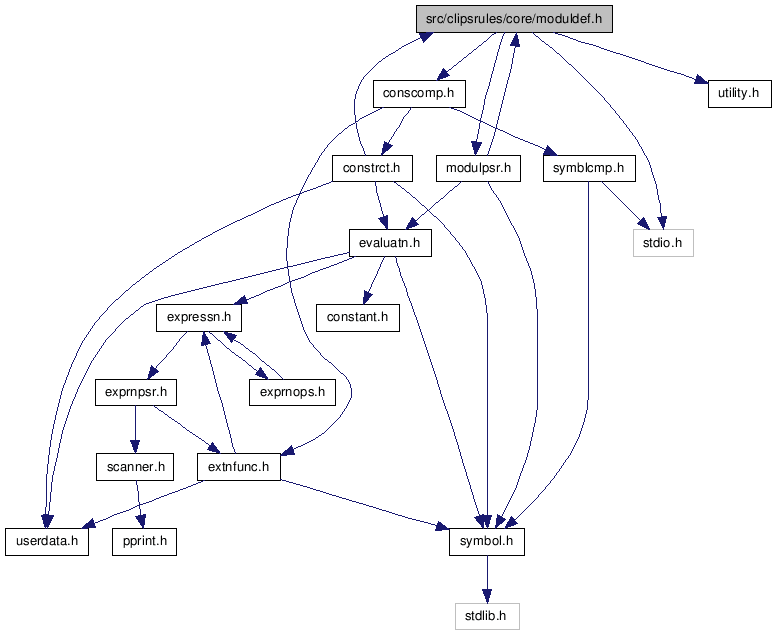 src/clipsrules/core/moduldef.h
conscomp.h
utility.h
constrct.h
modulpsr.h
symblcmp.h
evaluatn.h
stdio.h
expressn.h
constant.h
exprnpsr.h
exprnops.h
scanner.h
extnfunc.h
userdata.h
pprint.h
symbol.h
stdlib.h